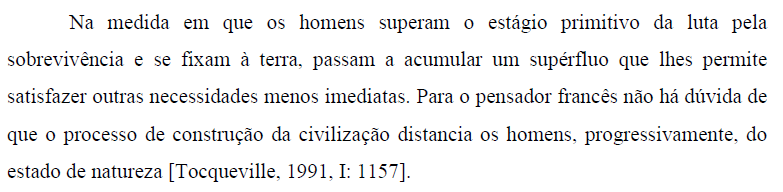 Na medida em que os homens superam o estágio primitivo da luta pela
sobrevivência e se fixam à terra, passam a acumular um supérfluo que lhes permite
satisfazer outras necessidades menos imediatas. Para o pensador francês não há dúvida de
que o processo de construção da civilização distancia os homens, progressivamente, do
estado de natureza [Tocqueville, 1991, I: 1157].